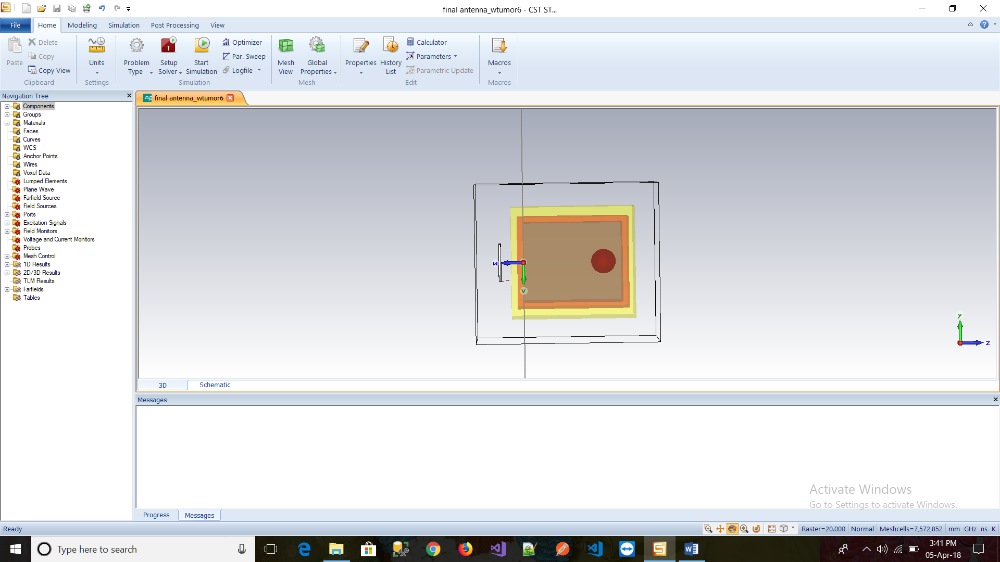 final antenna_wtumor6 - CST ST...
File Home Modeling Simulation Post Processing View
Paste
Delete
Copy
Copy View
Clipboard
Units
Settings
Problem Type
Setup Solver
Start Simulation
Optimizer
Par. Sweep
Logfile
Simulation
Mesh View
Global Properties
Mesh
Properties
History List
Calculator
Parameters
Parametric Update
Edit
Macros
Macros
Navigation Tree
Components
Groups
Materials
Faces
Curves
WCS
Anchor Points
Wires
Voxel Data
Lumped Elements
Plane Wave
Farfield Source
Field Sources
Ports
Excitation Signals
Field Monitors
Voltage and Current Monitors
Probes
Mesh Control
1D Results
2D/3D Results
TLM Results
Farfields
Tables
final antenna_wtumor6
w
v
y
z
3D Schematic
Messages
Activate Windows
Go to Settings to activate Windows.
Progress Messages
Ready
Raster=20.000 Normal Meshcells=7,572,852 mm GHz ns K
Type here to search
3:41 PM
05-Apr-18